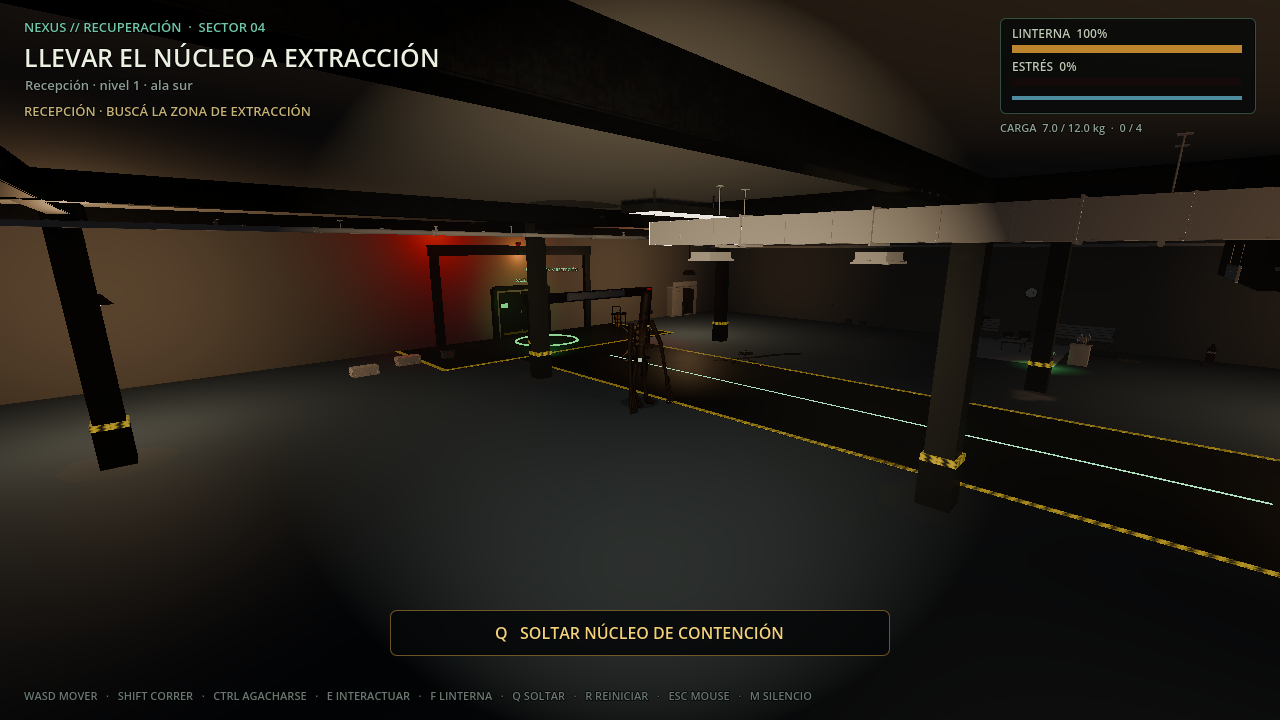 NEXUS // RECUPERACIÓN · SECTOR 04
LLEVAR EL NÚCLEO A EXTRACCIÓN
Recepción · nivel 1 · ala sur
RECEPCIÓN · BUSCÁ LA ZONA DE EXTRACCIÓN
LINTERNA 100%
ESTRÉS 0%
CARGA 7.0 / 12.0 kg · 0 / 4
Q SOLTAR NÚCLEO DE CONTENCIÓN
WASD MOVER · SHIFT CORRER · CTRL AGACHARSE · E INTERACTUAR · F LINTERNA · Q SOLTAR · R REINICIAR · ESC MOUSE · M SILENCIO